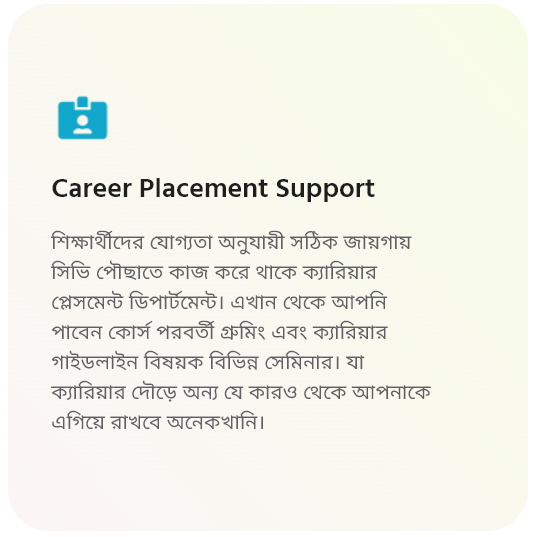 Career Placement Support
শিক্ষার্থীদের যোগ্যতা অনুযায়ী সঠিক জায়গায়
সিভি পৌছাতে কাজ করে থাকে ক্যারিয়ার
প্লেসমেন্ট ডিপার্টমেন্ট। এখান থেকে আপনি
পাবেন কোর্স পরবর্তী গ্রুমিং এবং ক্যারিয়ার
গাইডলাইন বিষয়ক বিভিন্ন সেমিনার। যা
ক্যারিয়ার দৌড়ে অন্য যে কারও থেকে আপনাকে
এগিয়ে রাখবে অনেকখানি।